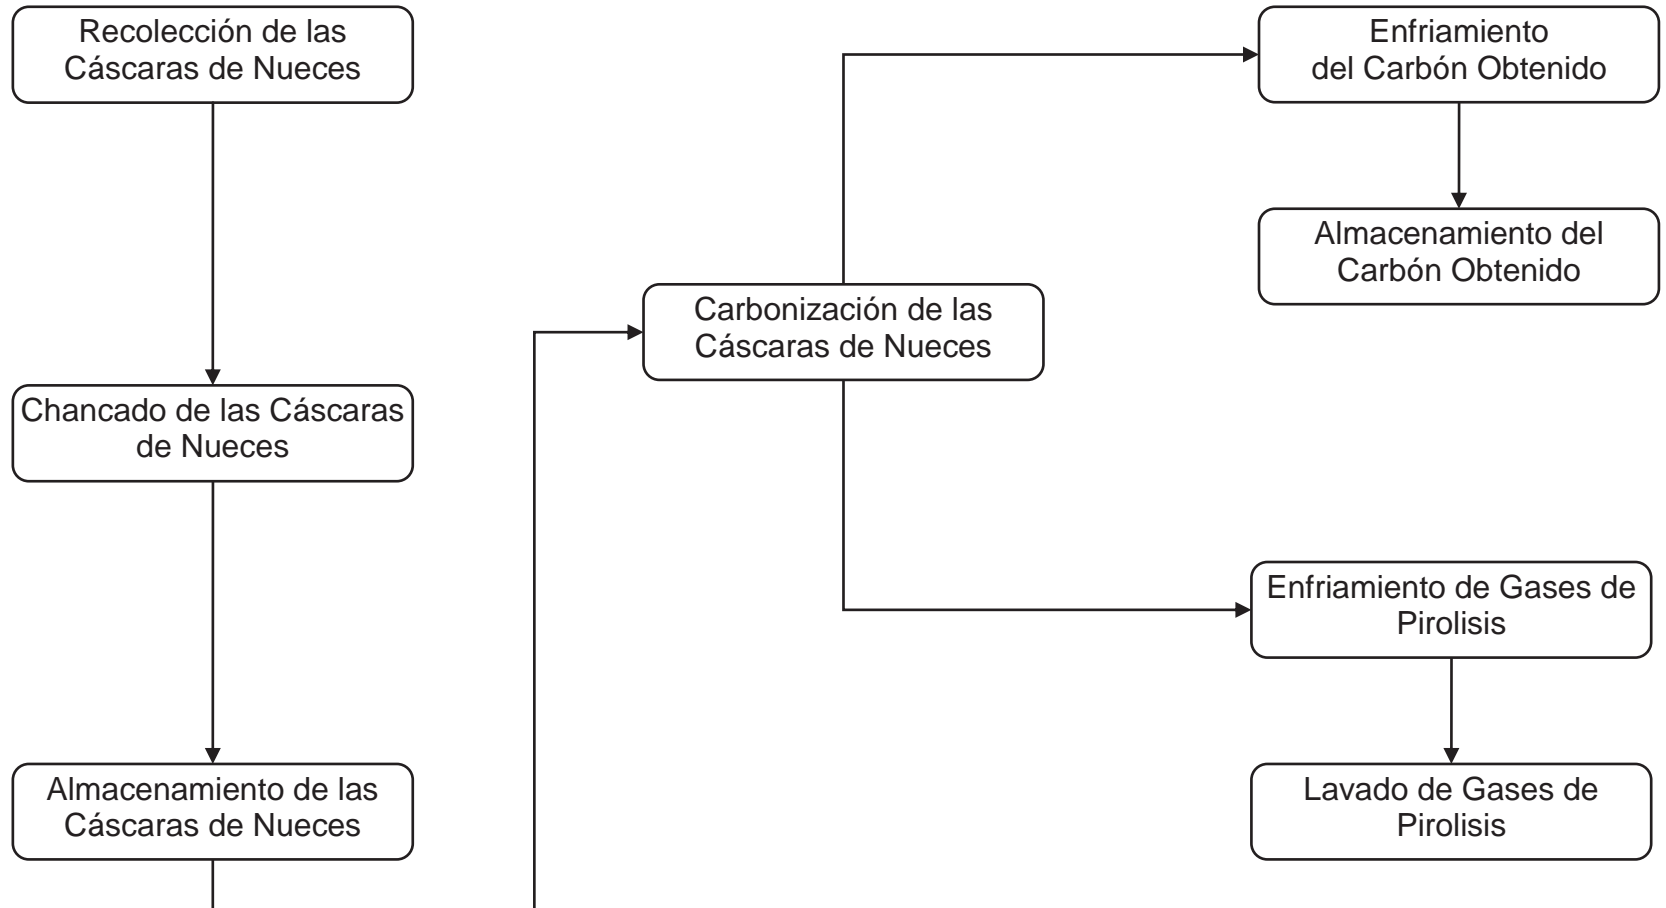 Recolección de las
Cáscaras de Nueces
Chancado de las Cáscaras
de Nueces
Almacenamiento de las
Cáscaras de Nueces
Carbonización de las
Cáscaras de Nueces
Enfriamiento
del Carbón Obtenido
Almacenamiento del
Carbón Obtenido
Enfriamiento de Gases de
Pirolisis
Lavado de Gases de
Pirolisis